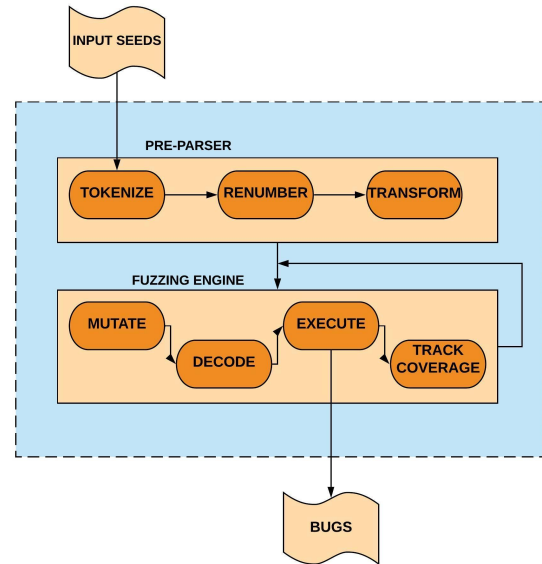 INPUT SEEDS
PRE-PARSER
TOKENIZE
RENUMBER
TRANSFORM
FUZZING ENGINE
MUTATE
DECODE
EXECUTE
TRACK
COVERAGE
BUGS